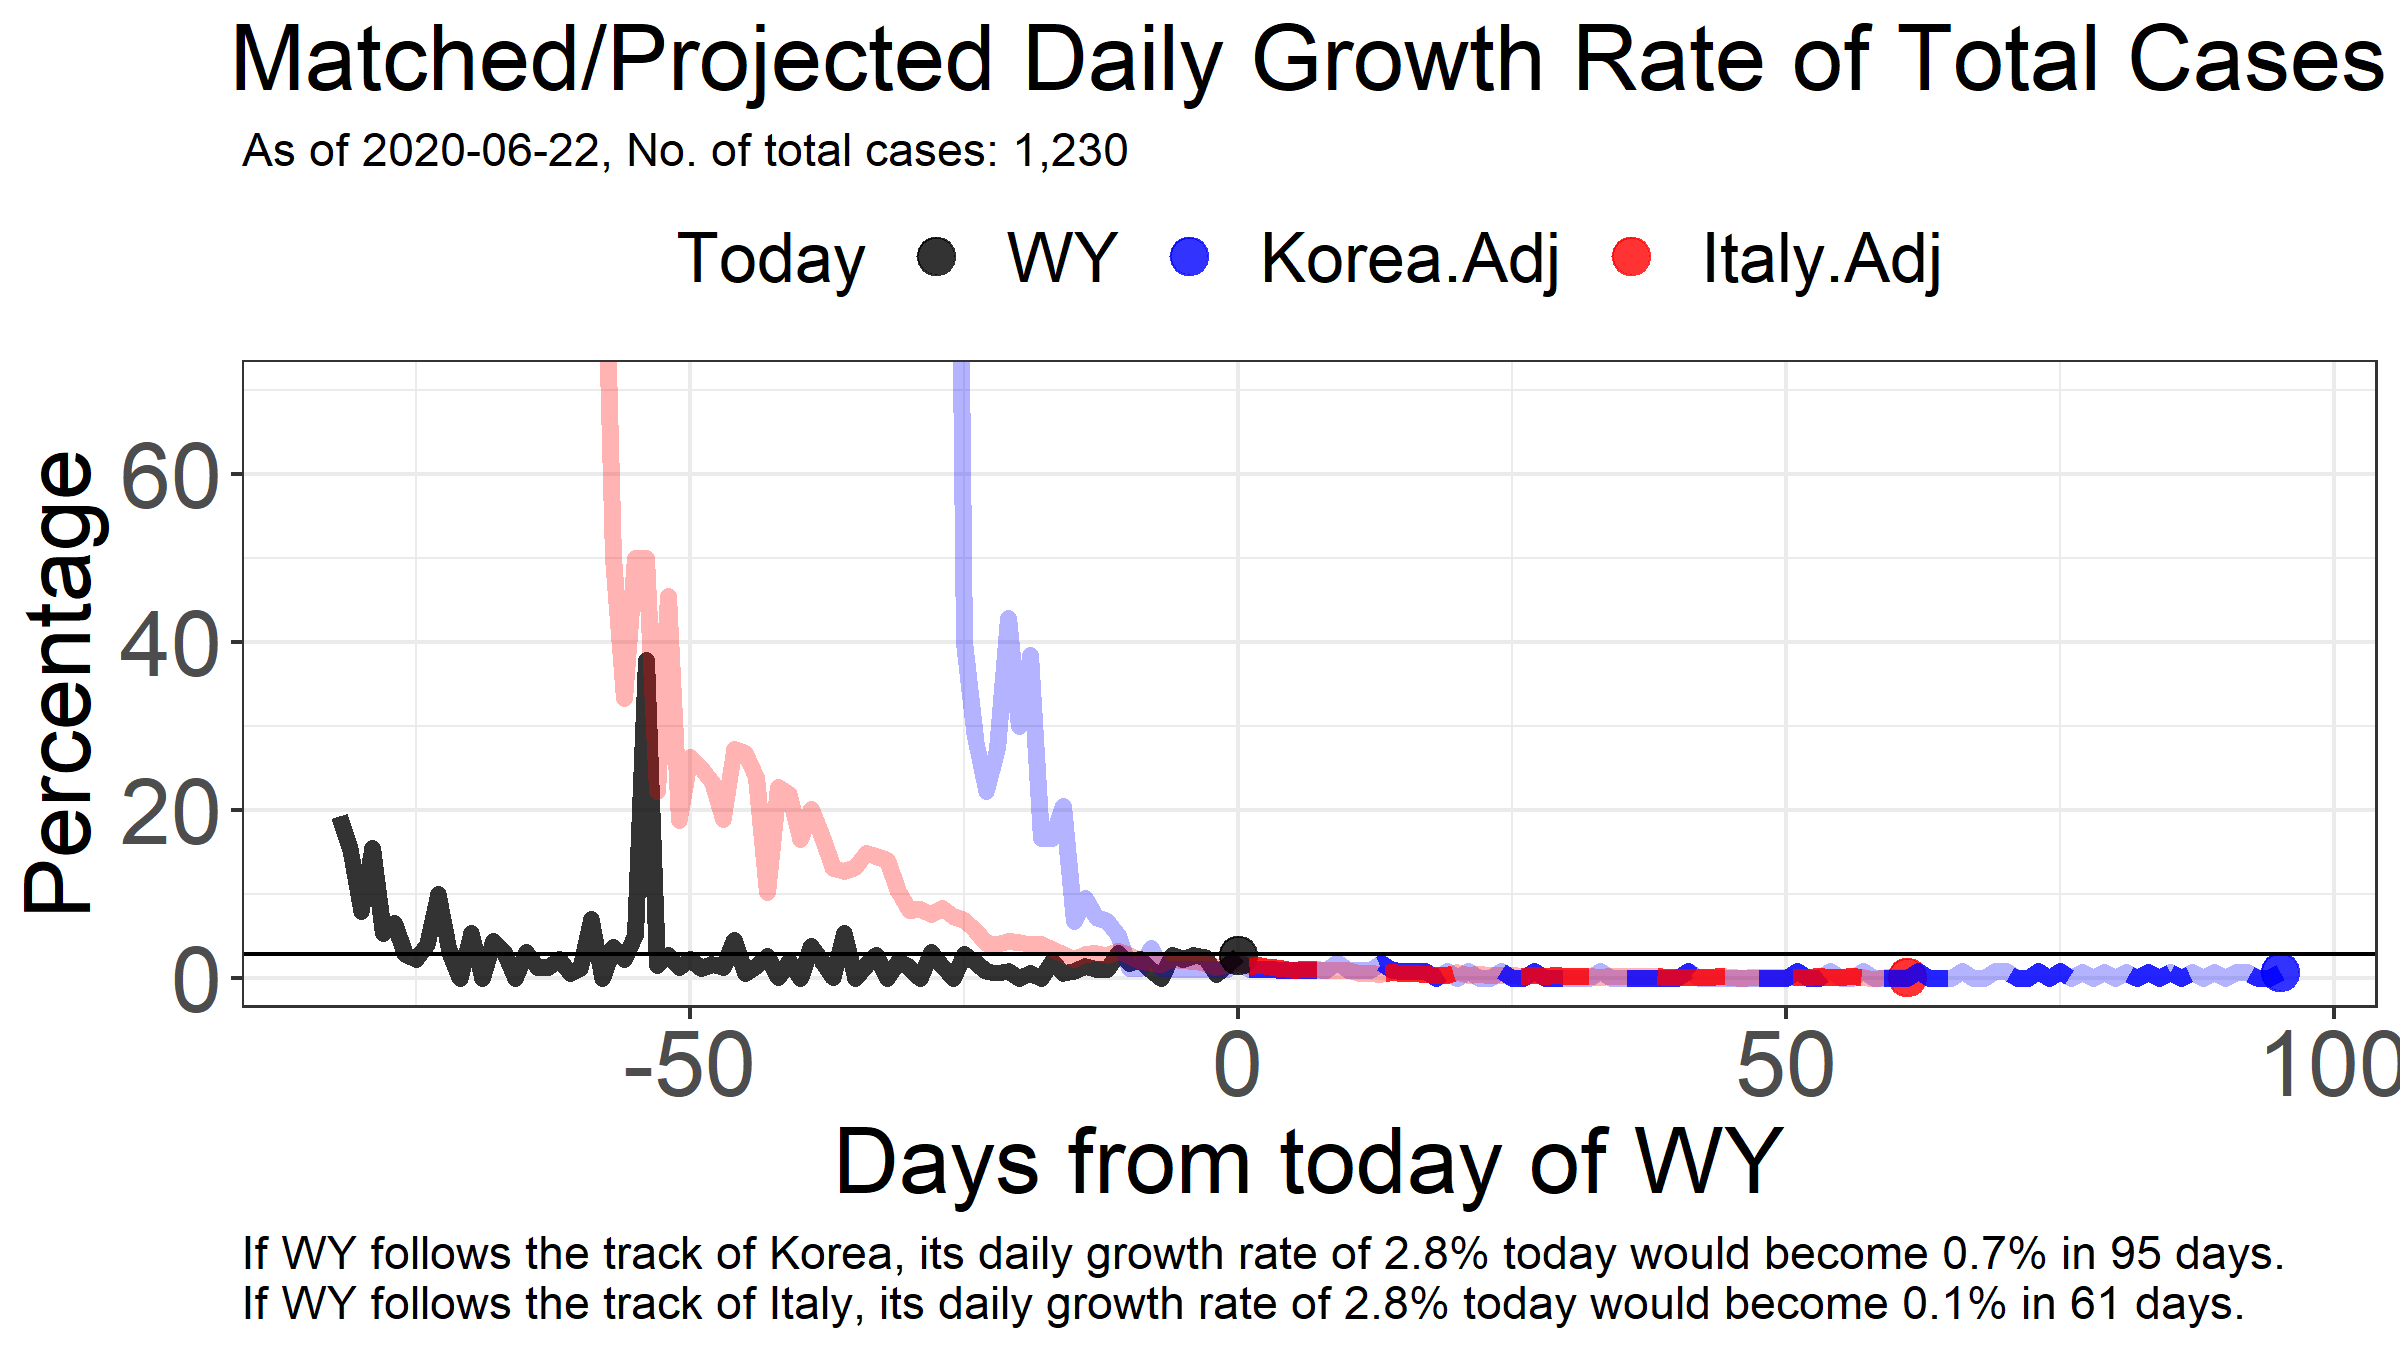 Matched/Projected Daily Growth Rate of Total Cases
As of 2020-06-22, No. of total cases: 1,230
Today WY Korea.Adj Italy.Adj
Percentage
60
40
20
0
-50 0 50 100
Days from today of WY
If WY follows the track of Korea, its daily growth rate of 2.8% today would become 0.7% in 95 days.
If WY follows the track of Italy, its daily growth rate of 2.8% today would become 0.1% in 61 days.